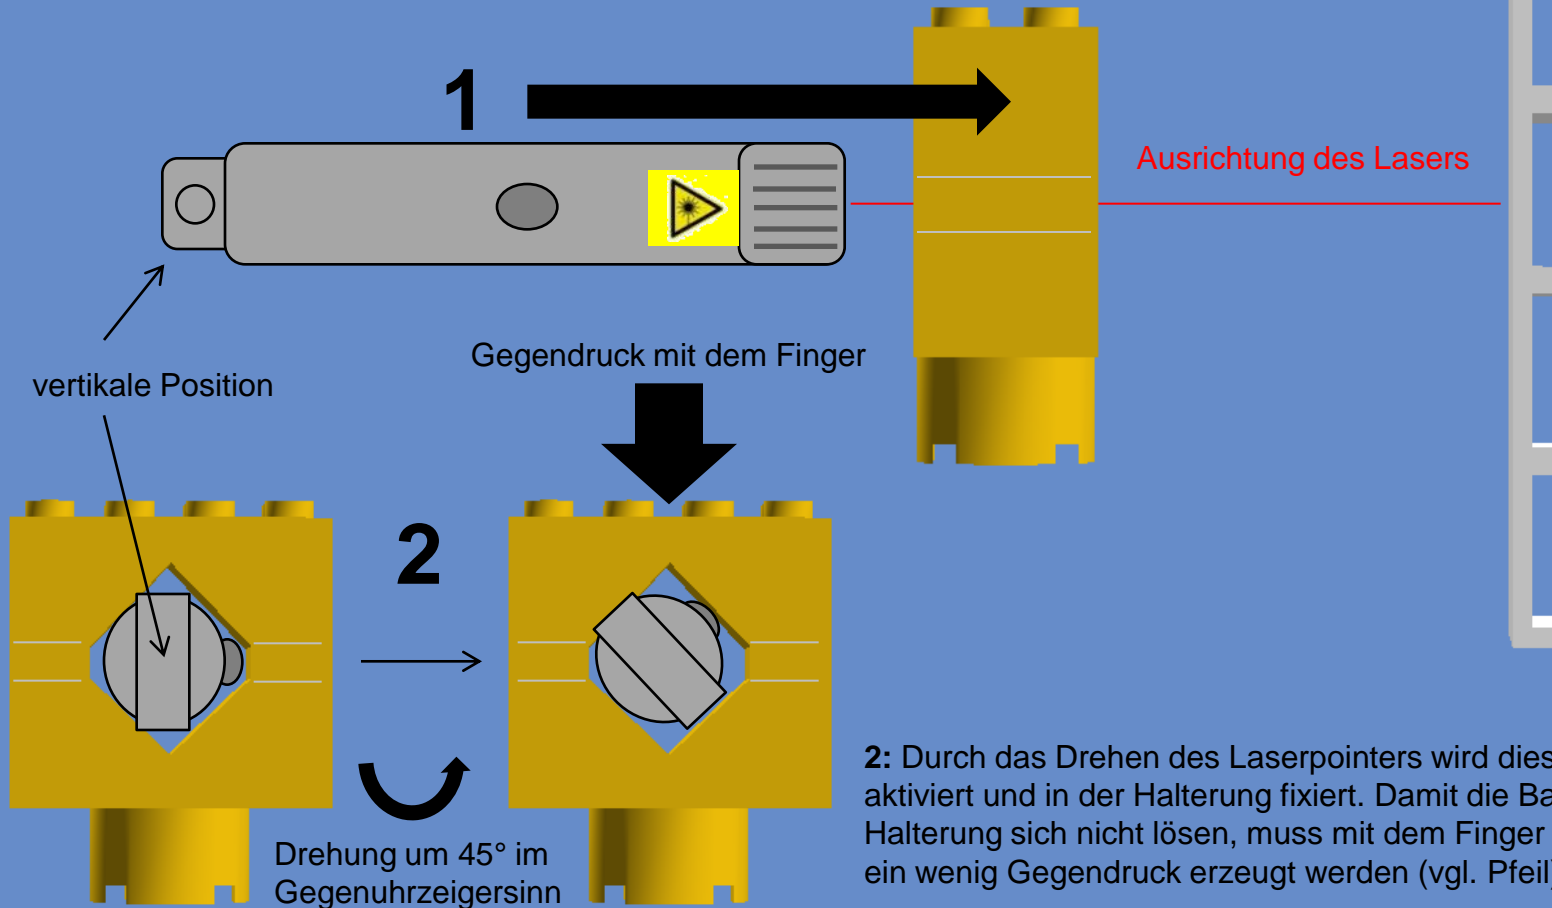 1
Ausrichtung des Lasers
Gegendruck mit dem Finger
vertikale Position
2
Drehung um 45° im
Gegenuhrzeigersinn
2: Durch das Drehen des Laserpointers wird dies
aktiviert und in der Halterung fixiert. Damit die Ba
Halterung sich nicht lösen, muss mit dem Finger
ein wenig Gegendruck erzeugt werden (vgl. Pfeil)